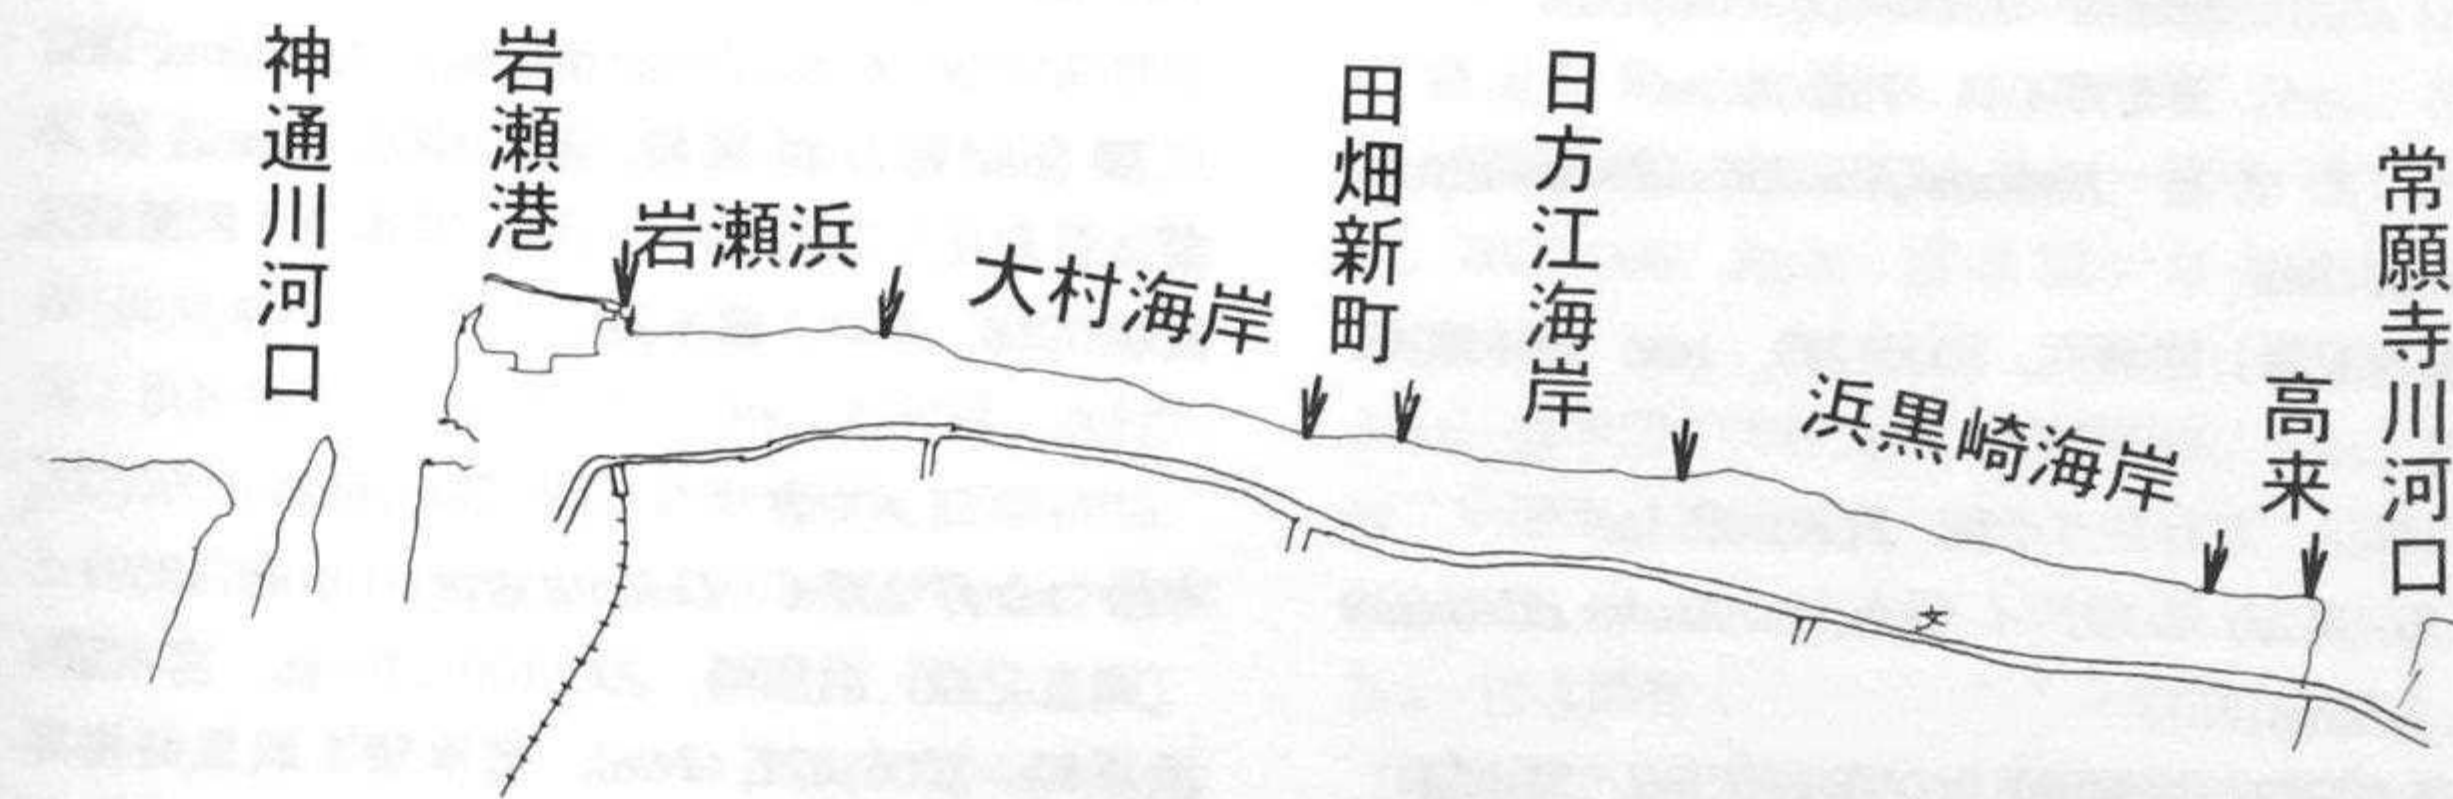 神通川河口
岩瀬港
岩瀬浜
大村海岸
田畑新町
日方江海岸
浜黒崎海岸
高来
常願寺川河口